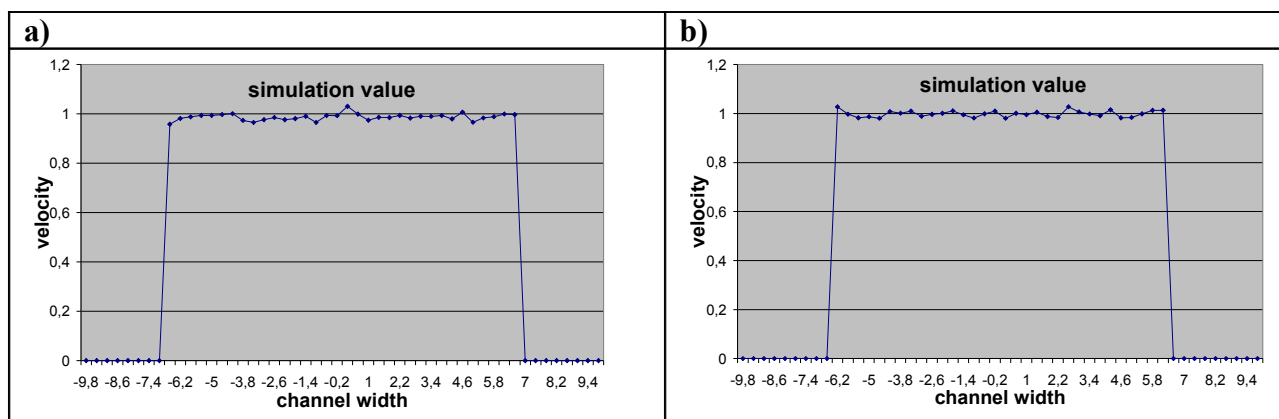 a)
simulation value
velocity
1,2
1
0,8
0,6
0,4
0,2
0
-9,8 -8,6 -7,4 -6,2 -5 -3,8 -2,6 -1,4 -0,2 1 2,2 3,4 4,6 5,8 7 8,2 9,4
channel width
b)
simulation value
velocity
1,2
1
0,8
0,6
0,4
0,2
0
-9,8 -8,6 -7,4 -6,2 -5 -3,8 -2,6 -1,4 -0,2 1 2,2 3,4 4,6 5,8 7 8,2 9,4
channel width